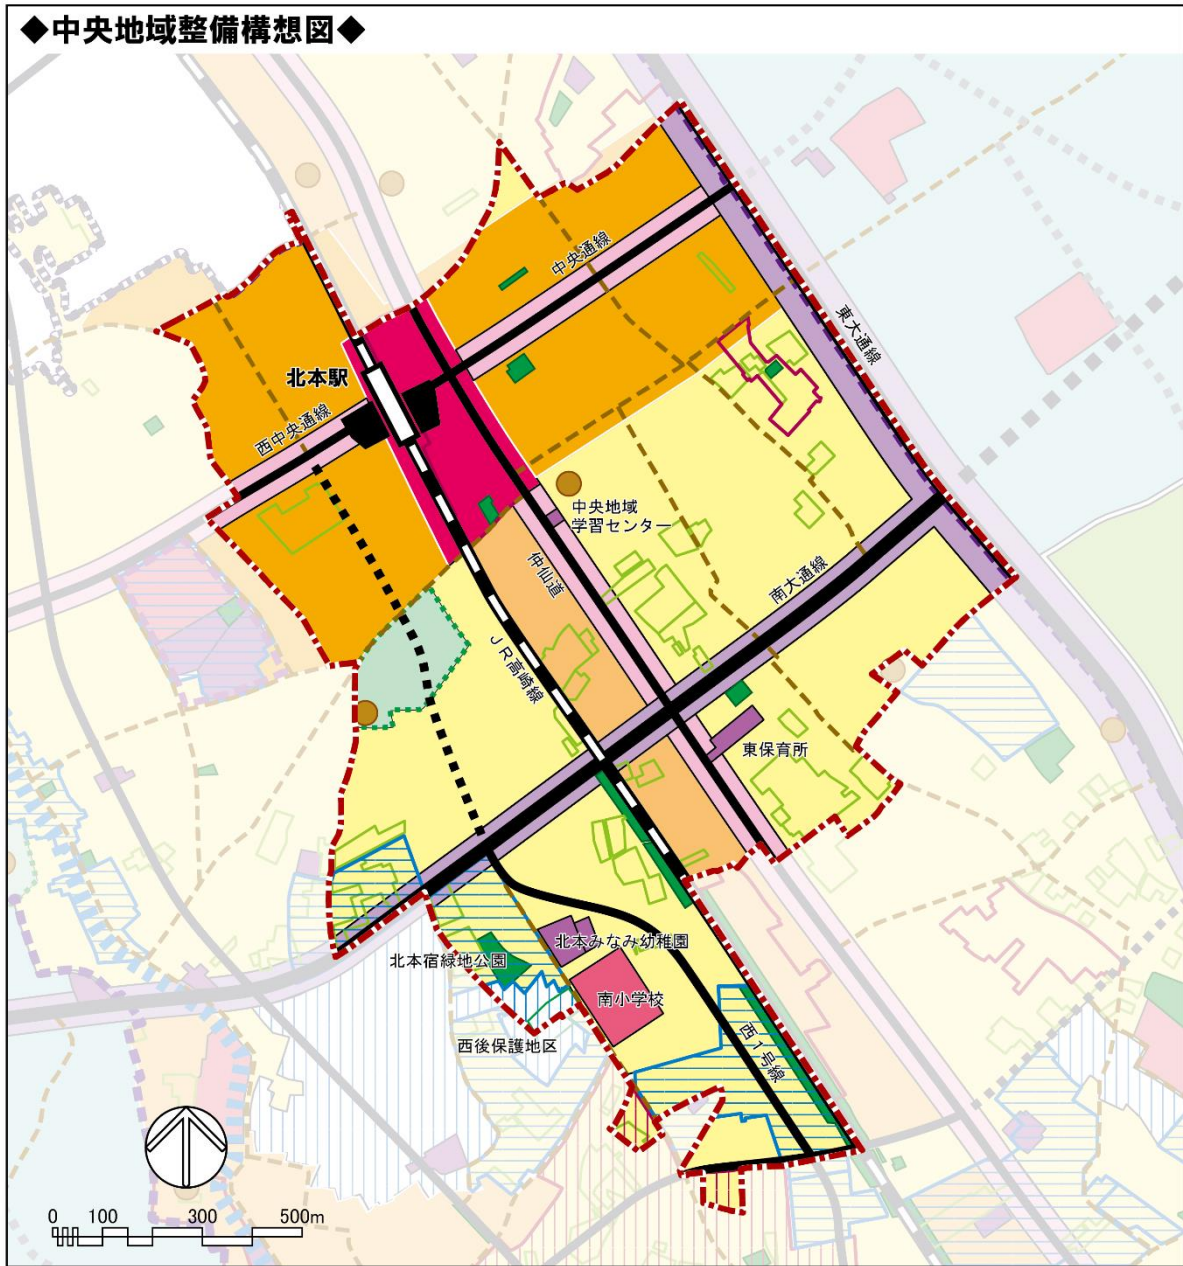 ◆中央地域整備構想図◆
中央通線
東大通線
北本駅
西中央通線
中央地域
学習センター
仲仙道
南大通線
JR高崎線
東保育所
北本みなみ幼稚園
北本宿緑地公園
南小学校
西後保護地区
西1号線
0 100 300 500m